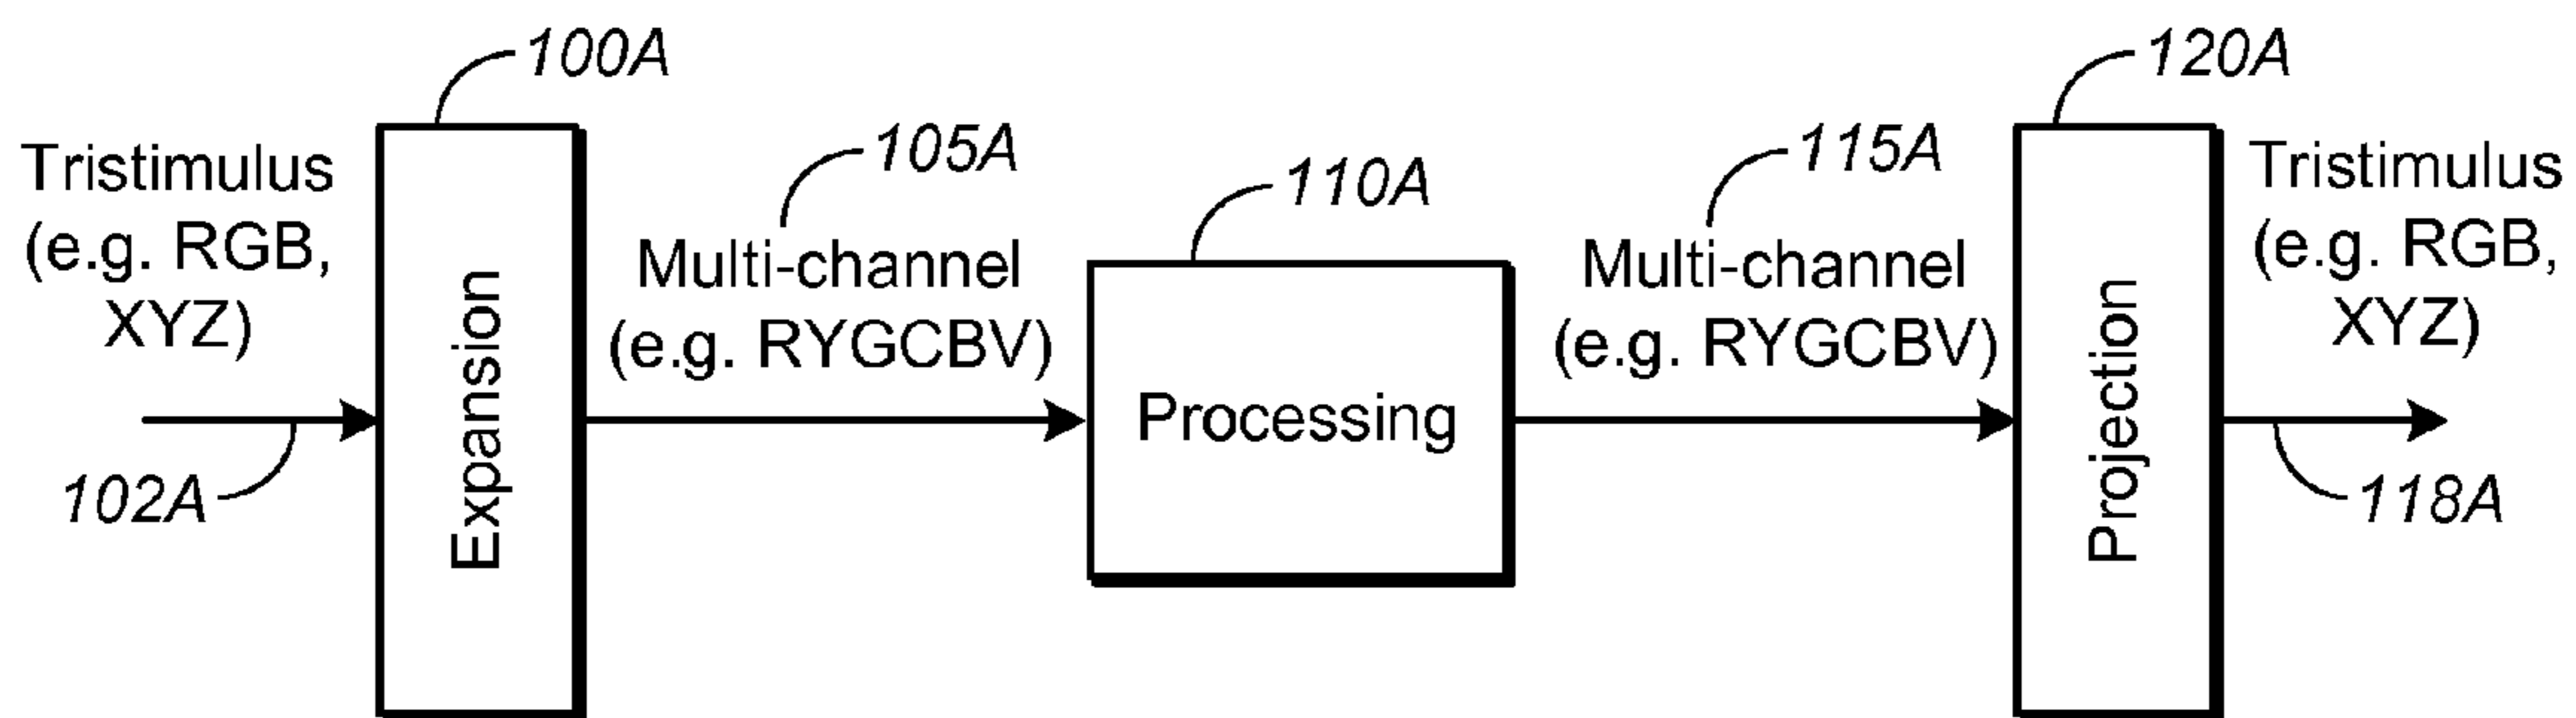 100A
120A
105A
115A
110A
Tristimulus
(e.g. RGB,
XYZ)
Expansion
Multi-channel
(e.g. RYGCBV)
Processing
Multi-channel
(e.g. RYGCBV)
Projection
Tristimulus
(e.g. RGB,
XYZ)
102A
118A